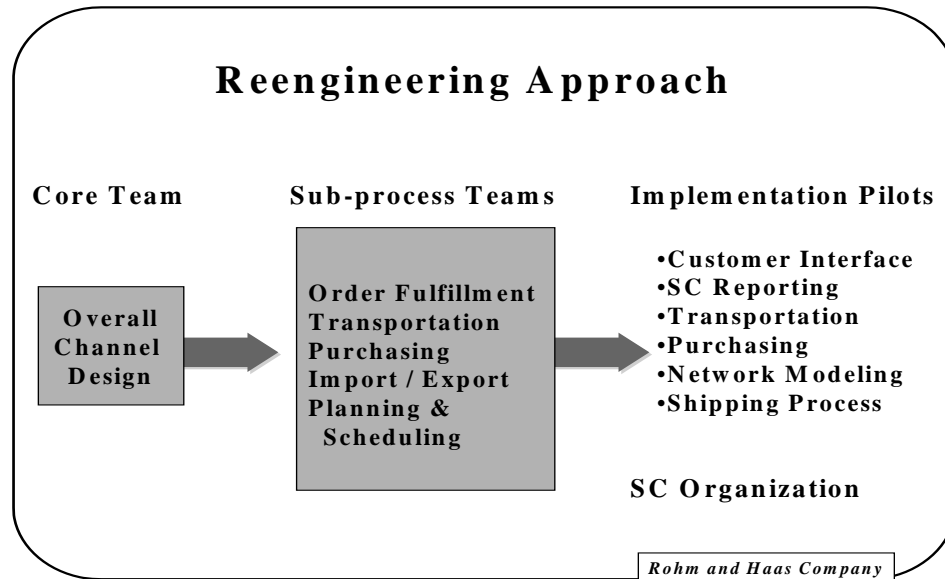 Reengineering Approach
Core Team
Sub-process Teams
Implementation Pilots
Overall
Channel
Design
Order Fulfillment
Transportation
Purchasing
Import / Export
Planning &
Scheduling
•Customer Interface
•SC Reporting
•Transportation
•Purchasing
•Network Modeling
•Shipping Process
SC Organization
Rohm and Haas Company